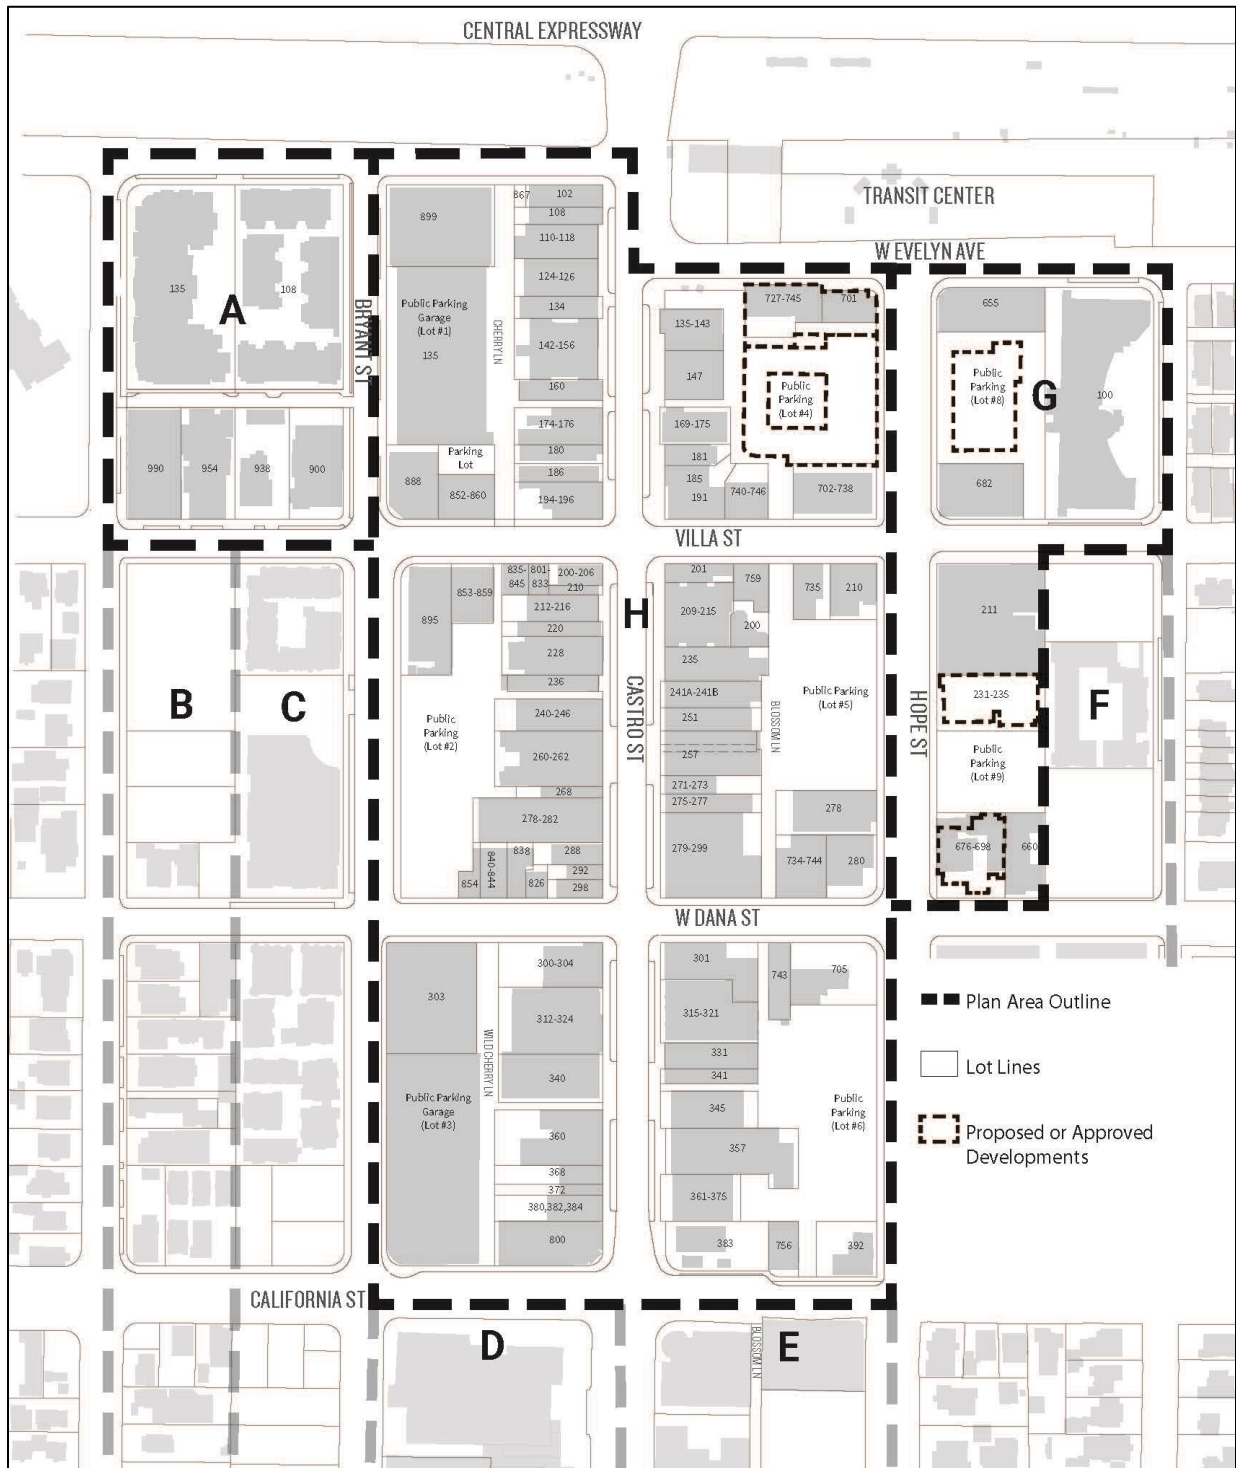 CENTRAL EXPRESSWAY
TRANSIT CENTER
W EVELYN AVE
867
102
108
110-118
124-126
134
142-156
160
174-176
180
186
194-196
899
Public Parking
Garage
(Lot #1)
135
CHERRY LN
Parking
Lot
888
852-860
135
A
108
BRYANT ST
990
954
938
900
727-745
701
135-143
147
Public
Parking
(Lot #4)
169-175
181
185
191
740-746
702-738
655
Public
Parking
(Lot #8)
G
100
682
VILLA ST
B
C
895
853-859
835-
845
801-
833
200-206
210
212-216
220
228
236
240-246
260-262
268
278-282
288
292
298
838
826
840-844
854
Public
Parking
(Lot #2)
H
CASTRO ST
201
759
209-215
200
235
241A-241B
251
257
271-273
275-277
279-299
BLOSSOM LN
735
210
Public Parking
(Lot #5)
278
734-744
280
HOPE ST
211
231-235
Public
Parking
(Lot #9)
676-698
660
F
W DANA ST
303
Public Parking
Garage
(Lot #3)
WILD CHERRY LN
300-304
312-324
340
360
368
372
380,382,384
800
301
743
705
315-321
331
341
345
357
361-375
383
756
392
Public
Parking
(Lot #6)
Plan Area Outline
Lot Lines
Proposed or Approved
Developments
CALIFORNIA ST
D
BLOSSOM LN
E